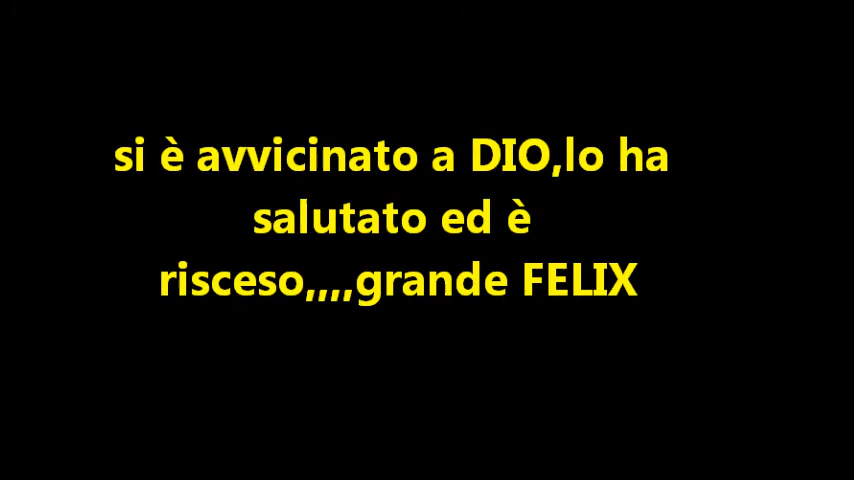 si è avvicinato a DIO,lo ha
salutato ed è
risceso,,,,grande FELIX